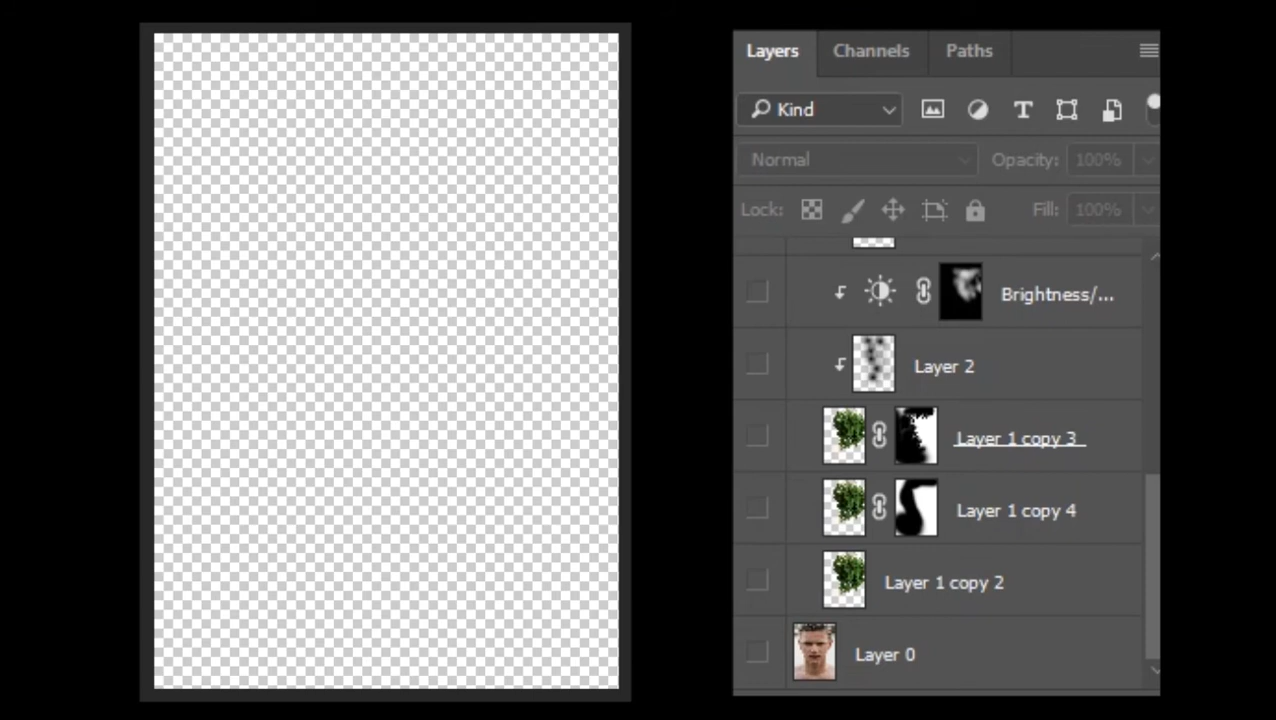 Layers Channels Paths
Kind
Normal Opacity: 100%
Lock: Fill: 100%
Brightness/...
Layer 2
Layer 1 copy 3
Layer 1 copy 4
Layer 1 copy 2
Layer 0